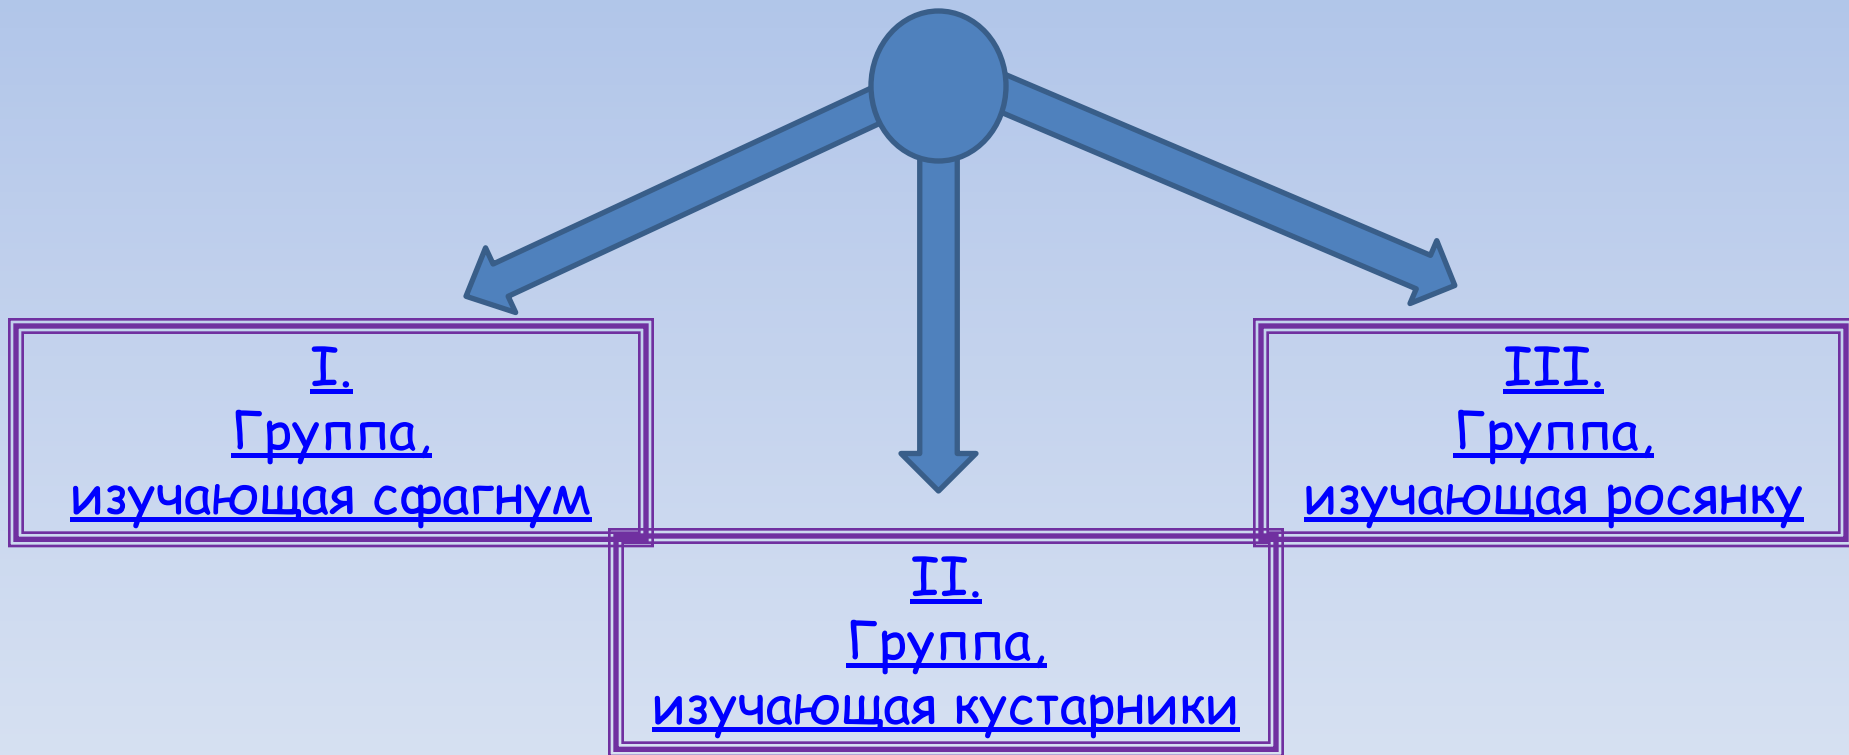 I.
Группа,
изучающая сфагнум
II.
Группа,
изучающая кустарники
III.
Группа,
изучающая росянку